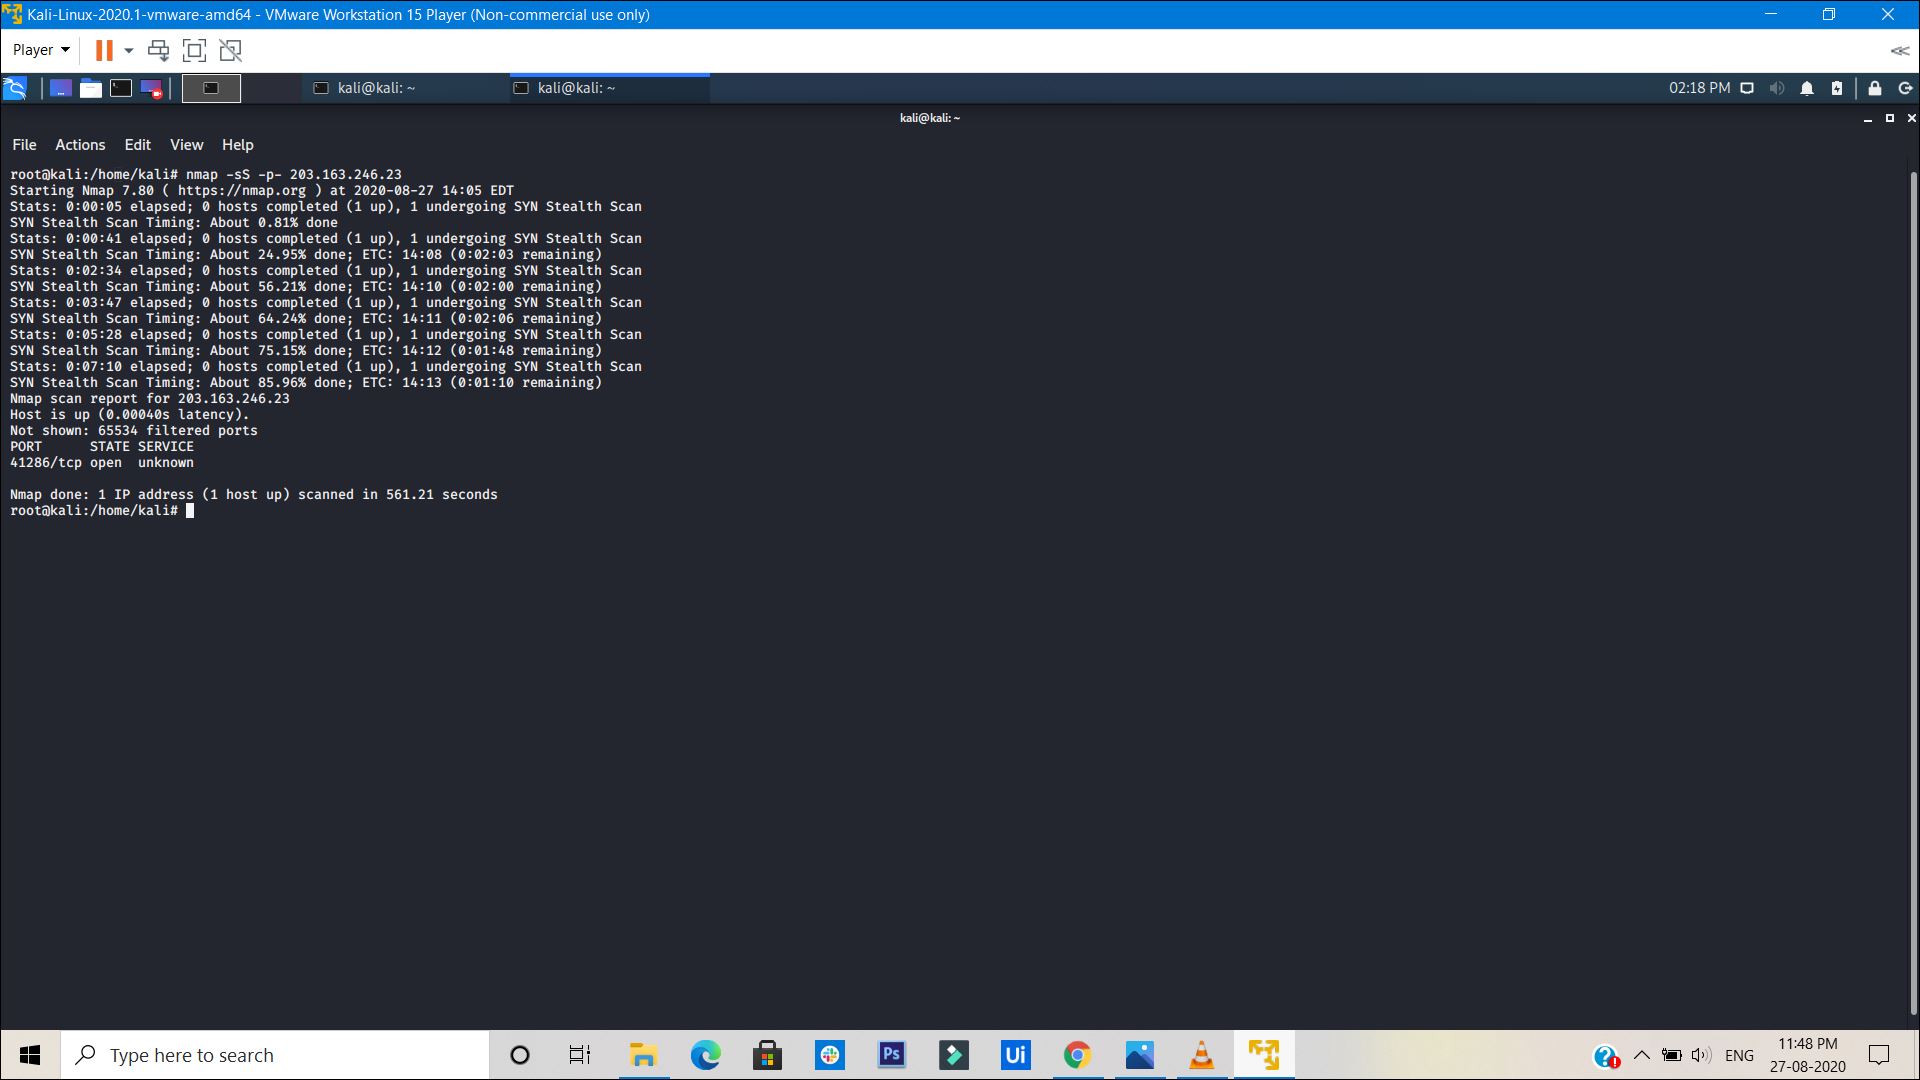 Kali-Linux-2020.1-vmware-amd64 - VMware Workstation 15 Player (Non-commercial use only)
Player
kali@kali: ~
kali@kali: ~
02:18 PM
kali@kali: ~
File Actions Edit View Help
root@kali:/home/kali# nmap -sS -p- 203.163.246.23
Starting Nmap 7.80 ( https://nmap.org ) at 2020-08-27 14:05 EDT
Stats: 0:00:05 elapsed; 0 hosts completed (1 up), 1 undergoing SYN Stealth Scan
SYN Stealth Scan Timing: About 0.81% done
Stats: 0:00:41 elapsed; 0 hosts completed (1 up), 1 undergoing SYN Stealth Scan
SYN Stealth Scan Timing: About 24.95% done; ETC: 14:08 (0:02:03 remaining)
Stats: 0:02:34 elapsed; 0 hosts completed (1 up), 1 undergoing SYN Stealth Scan
SYN Stealth Scan Timing: About 56.21% done; ETC: 14:10 (0:02:00 remaining)
Stats: 0:03:47 elapsed; 0 hosts completed (1 up), 1 undergoing SYN Stealth Scan
SYN Stealth Scan Timing: About 64.24% done; ETC: 14:11 (0:02:06 remaining)
Stats: 0:05:28 elapsed; 0 hosts completed (1 up), 1 undergoing SYN Stealth Scan
SYN Stealth Scan Timing: About 75.15% done; ETC: 14:12 (0:01:48 remaining)
Stats: 0:07:10 elapsed; 0 hosts completed (1 up), 1 undergoing SYN Stealth Scan
SYN Stealth Scan Timing: About 85.96% done; ETC: 14:13 (0:01:10 remaining)
Nmap scan report for 203.163.246.23
Host is up (0.00040s latency).
Not shown: 65534 filtered ports
PORT      STATE SERVICE
41286/tcp open  unknown
Nmap done: 1 IP address (1 host up) scanned in 561.21 seconds
root@kali:/home/kali#
Type here to search
Ps
Ui
ENG
11:48 PM
27-08-2020